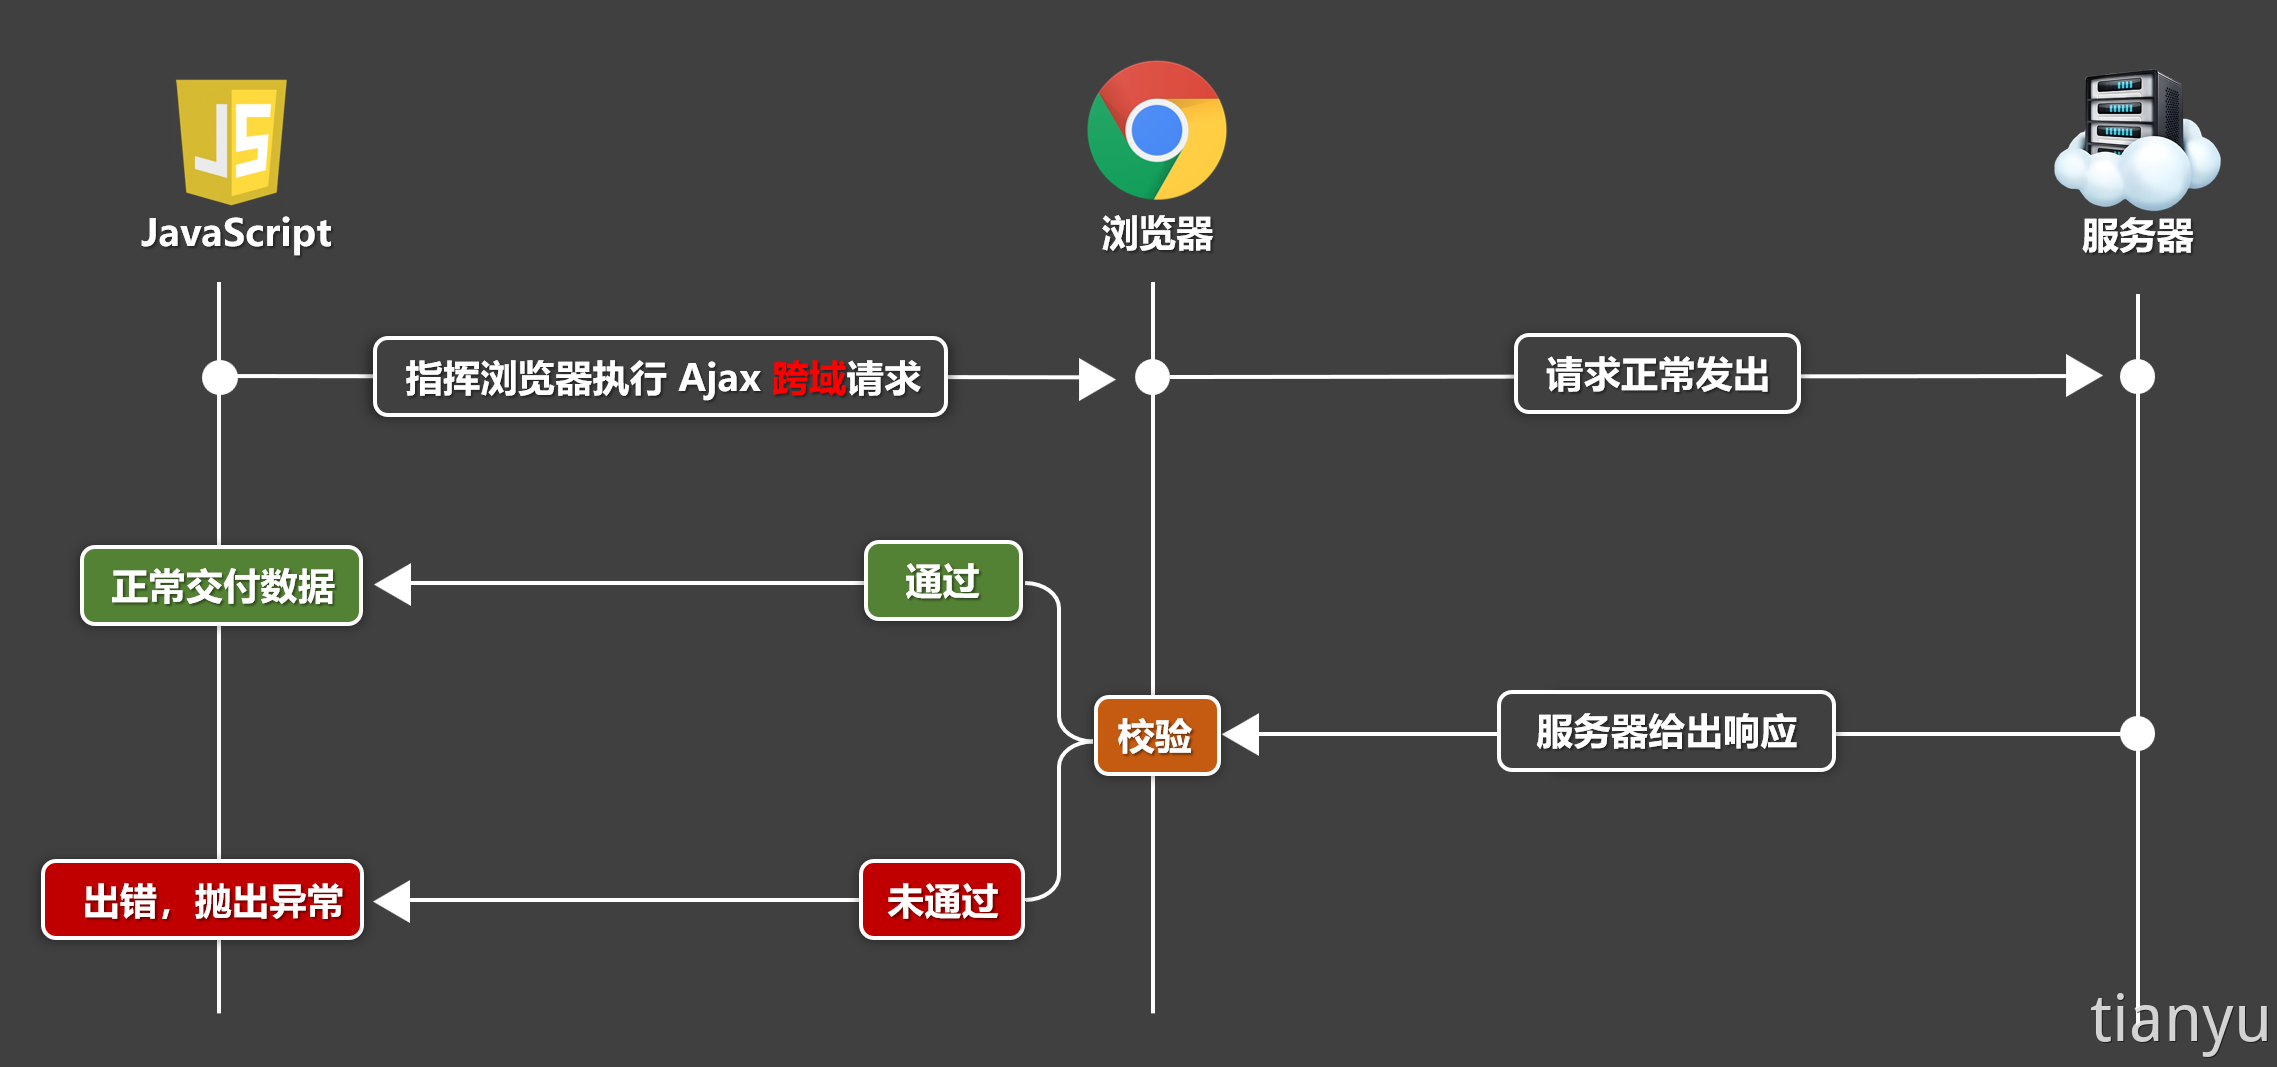 JS
JavaScript
浏览器
服务器
指挥浏览器执行 Ajax 跨域请求
请求正常发出
正常交付数据
通过
校验
服务器给出响应
出错，抛出异常
未通过
tianyu